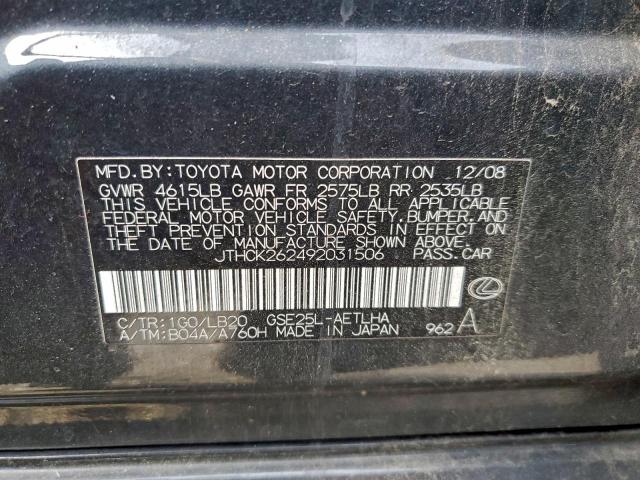 MFD.BY:TOYOTA MOTOR CORPORATION 12/08
GVWR 4615LB GAWR FR 2575LB RR 2535LB
THIS VEHICLE CONFORMS TO ALL APPLICABLE
FEDERAL MOTOR VEHICLE SAFETY,BUMPER,AND
THEFT PREVENTION STANDARDS IN EFFECT ON
THE DATE OF MANUFACTURE SHOWN ABOVE.
JTHCK262492031506 PASS.CAR
C/TR:1G0/LB20 GSE25L-AETLHA
A/TM:B04A/A760H MADE IN JAPAN 962 A